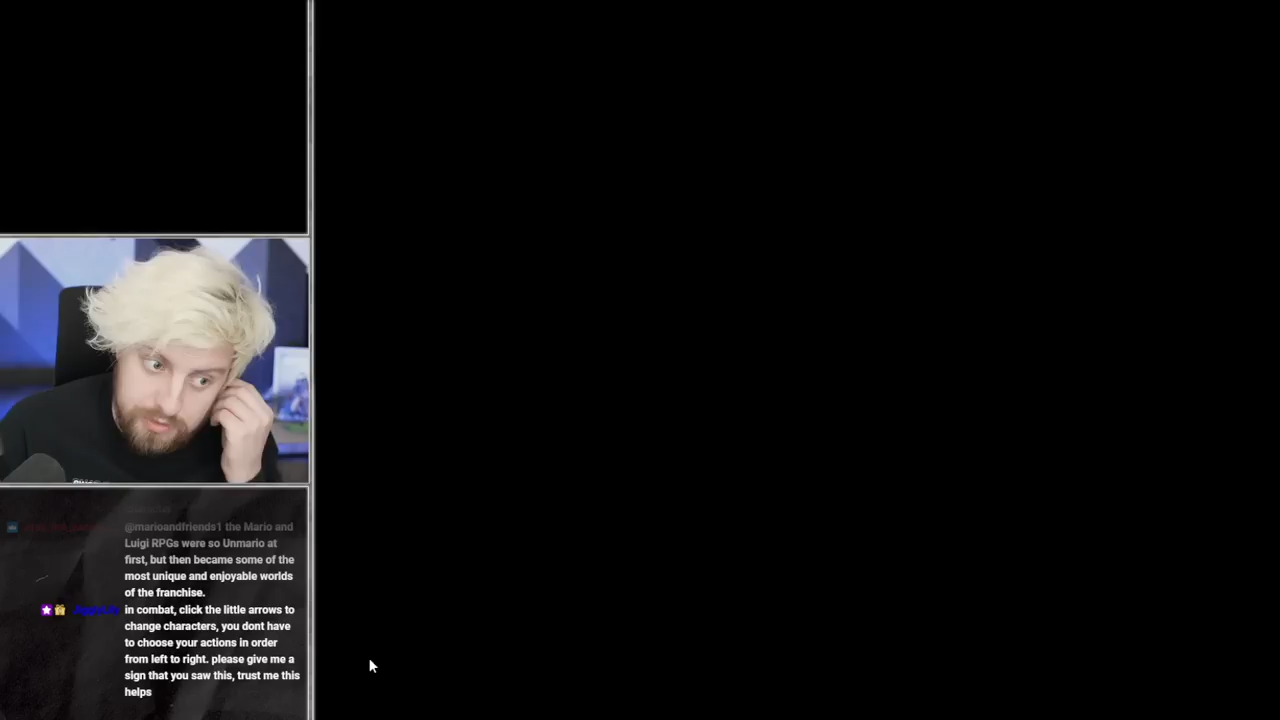 @marioandfriends1 the Mario and
Luigi RPGs were so Unmario at
first, but then became some of the
most unique and enjoyable worlds
of the franchise.
in combat, click the little arrows to
change characters, you dont have
to choose your actions in order
from left to right. please give me a
sign that you saw this, trust me this
helps